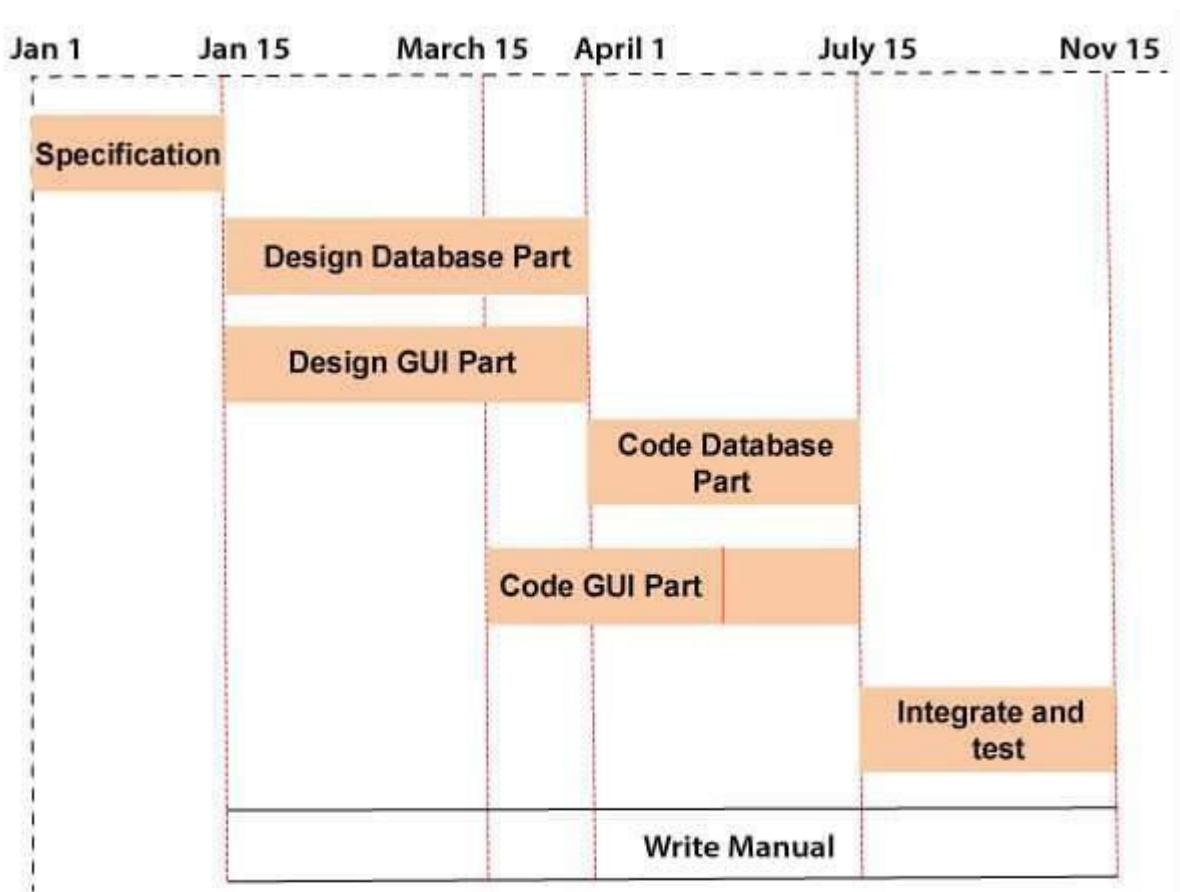 Jan 1 Jan 15 March 15 April 1 July 15 Nov 15
Specification
Design Database Part
Design GUI Part
Code Database
Part
Code GUI Part
Integrate and
test
Write Manual